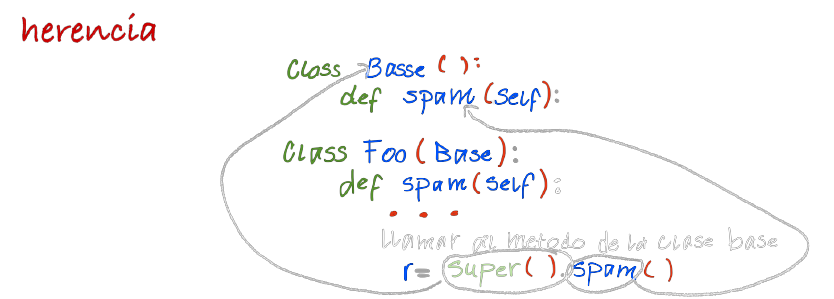 herencia
Class Basse ():
def spam (Self):
Class Foo (Base):
def spam(self):
...
Llamar al metodo de la clase base
r= super().spam()